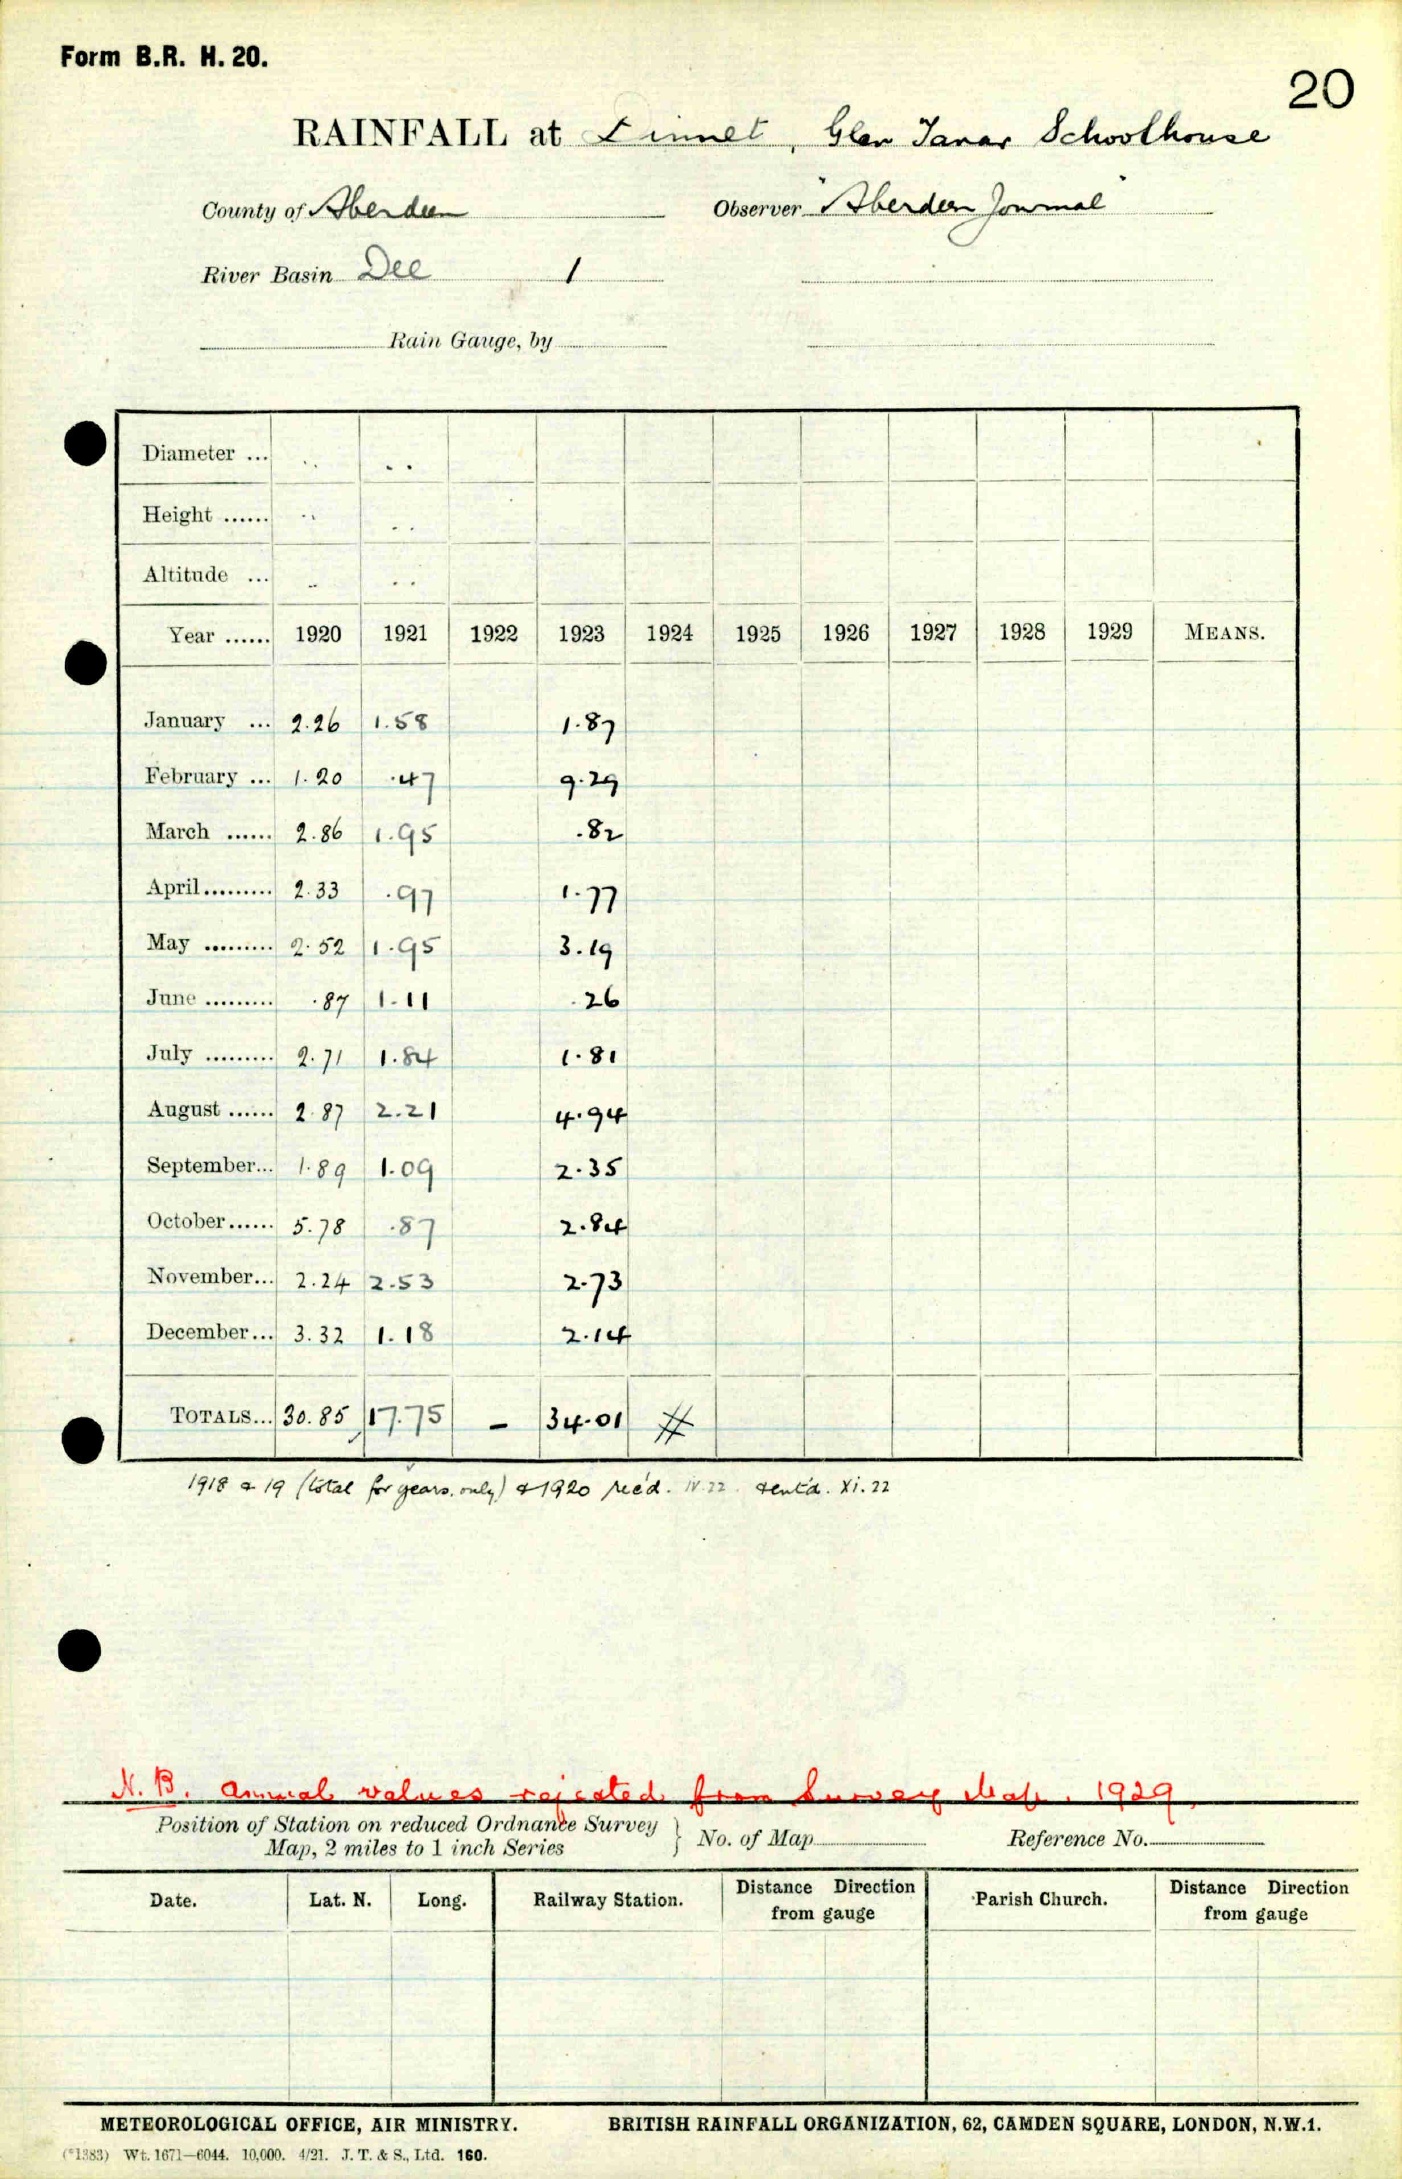 Form B.R. H. 20.
20
RAINFALL at Dinnet, Glen Tanar Schoolhouse
County of Aberdeen Observer "Aberdeen Journal"
River Basin Dee 1
Rain Gauge, by
Diameter ... .. ..
Height ...... .. ..
Altitude ... .. ..
Year ...... 1920 1921 1922 1923 1924 1925 1926 1927 1928 1929 MEANS.
January ... 2.26 1.58 1.87
February ... 1.20 .47 9.29
March ...... 2.86 1.95 .82
April......... 2.33 .97 1.77
May ......... 2.52 1.95 3.19
June ......... .87 1.11 .26
July ......... 2.71 1.84 1.81
August ...... 2.87 2.21 4.94
September... 1.89 1.09 2.35
October...... 5.78 .87 2.84
November... 2.24 2.53 2.73
December... 3.32 1.18 2.14
TOTALS... 30.85 17.75 – 34.01 #
1918 & 19 (total for years only) & 1920 rec'd. IV.22. & ent'd. XI.22
N.B. Annual values rejected from Survey Map. 1929.
Position of Station on reduced Ordnance Survey
Map, 2 miles to 1 inch Series } No. of Map Reference No.
Date. Lat. N. Long. Railway Station. Distance Direction from gauge Parish Church. Distance Direction from gauge
METEOROLOGICAL OFFICE, AIR MINISTRY. BRITISH RAINFALL ORGANIZATION, 62, CAMDEN SQUARE, LONDON, N.W.1.
(*1383) Wt. 1671—6044. 10,000. 4/21. J. T. & S., Ltd. 160.